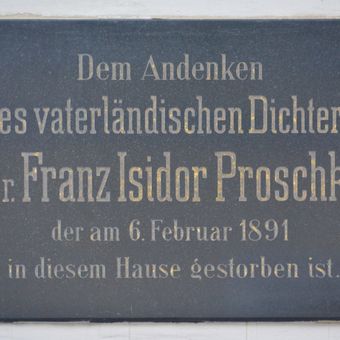 Dem Andenken
es vaterländischen Dichter
r. Franz Isidor Proschk
der am 6. Februar 1891
in diesem Hause gestorben ist.